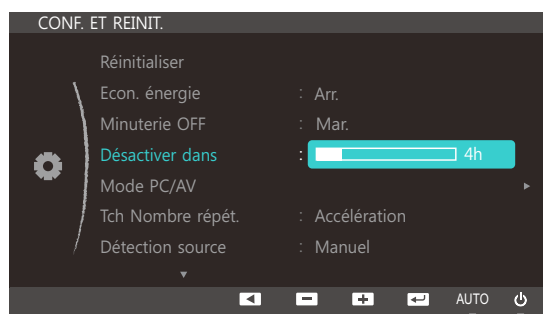 CONF. ET REINIT.
Réinitialiser
Econ. énergie : Arr.
Minuterie OFF : Mar.
Désactiver dans : 4h
Mode PC/AV
Tch Nombre répét. : Accélération
Détection source : Manuel
AUTO